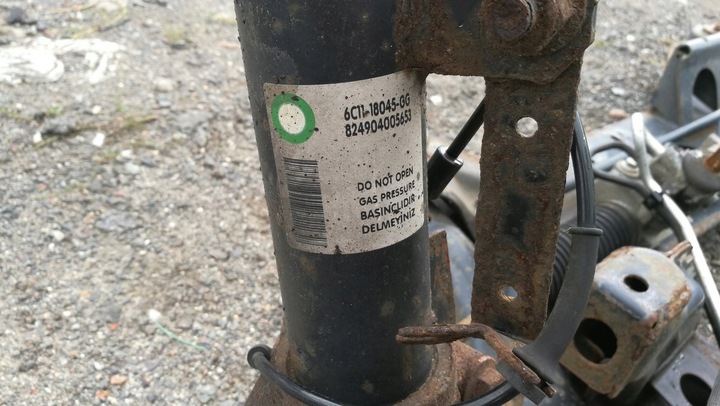 6C11-18045-GG
824904005653
DO NOT OPEN
GAS PRESSURE
BASINÇLIDIR
DELMEYİNİZ